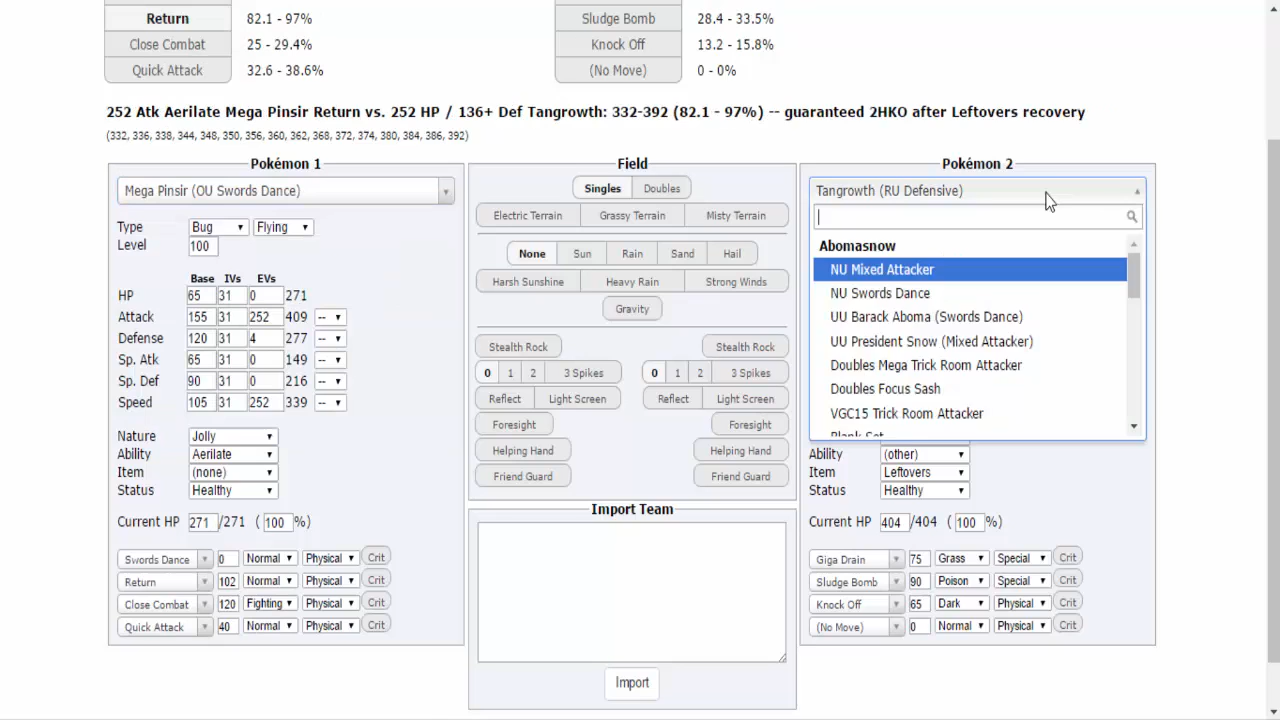 Return 82.1 - 97%
Sludge Bomb 28.4 - 33.5%
Close Combat 25 - 29.4%
Knock Off 13.2 - 15.8%
Quick Attack 32.6 - 38.6%
(No Move) 0 - 0%
252 Atk Aerilate Mega Pinsir Return vs. 252 HP / 136+ Def Tangrowth: 332-392 (82.1 - 97%) -- guaranteed 2HKO after Leftovers recovery
(332, 336, 338, 344, 348, 350, 356, 360, 362, 368, 372, 374, 380, 384, 386, 392)
Pokémon 1
Mega Pinsir (OU Swords Dance)
Type Bug Flying
Level 100
Base IVs EVs
HP 65 31 0 271
Attack 155 31 252 409 --
Defense 120 31 4 277 --
Sp. Atk 65 31 0 149 --
Sp. Def 90 31 0 216 --
Speed 105 31 252 339 --
Nature Jolly
Ability Aerilate
Item (none)
Status Healthy
Current HP 271 /271 ( 100 %)
Swords Dance 0 Normal Physical Crit
Return 102 Normal Physical Crit
Close Combat 120 Fighting Physical Crit
Quick Attack 40 Normal Physical Crit
Field
Singles Doubles
Electric Terrain Grassy Terrain Misty Terrain
None Sun Rain Sand Hail
Harsh Sunshine Heavy Rain Strong Winds
Gravity
Stealth Rock Stealth Rock
0 1 2 3 Spikes 0 1 2 3 Spikes
Reflect Light Screen Reflect Light Screen
Foresight Foresight
Helping Hand Helping Hand
Friend Guard Friend Guard
Import Team
Import
Pokémon 2
Tangrowth (RU Defensive)
Abomasnow
NU Mixed Attacker
NU Swords Dance
UU Barack Aboma (Swords Dance)
UU President Snow (Mixed Attacker)
Doubles Mega Trick Room Attacker
Doubles Focus Sash
VGC15 Trick Room Attacker
Blank Set
Ability (other)
Item Leftovers
Status Healthy
Current HP 404 /404 ( 100 %)
Giga Drain 75 Grass Special Crit
Sludge Bomb 90 Poison Special Crit
Knock Off 65 Dark Physical Crit
(No Move) 0 Normal Physical Crit